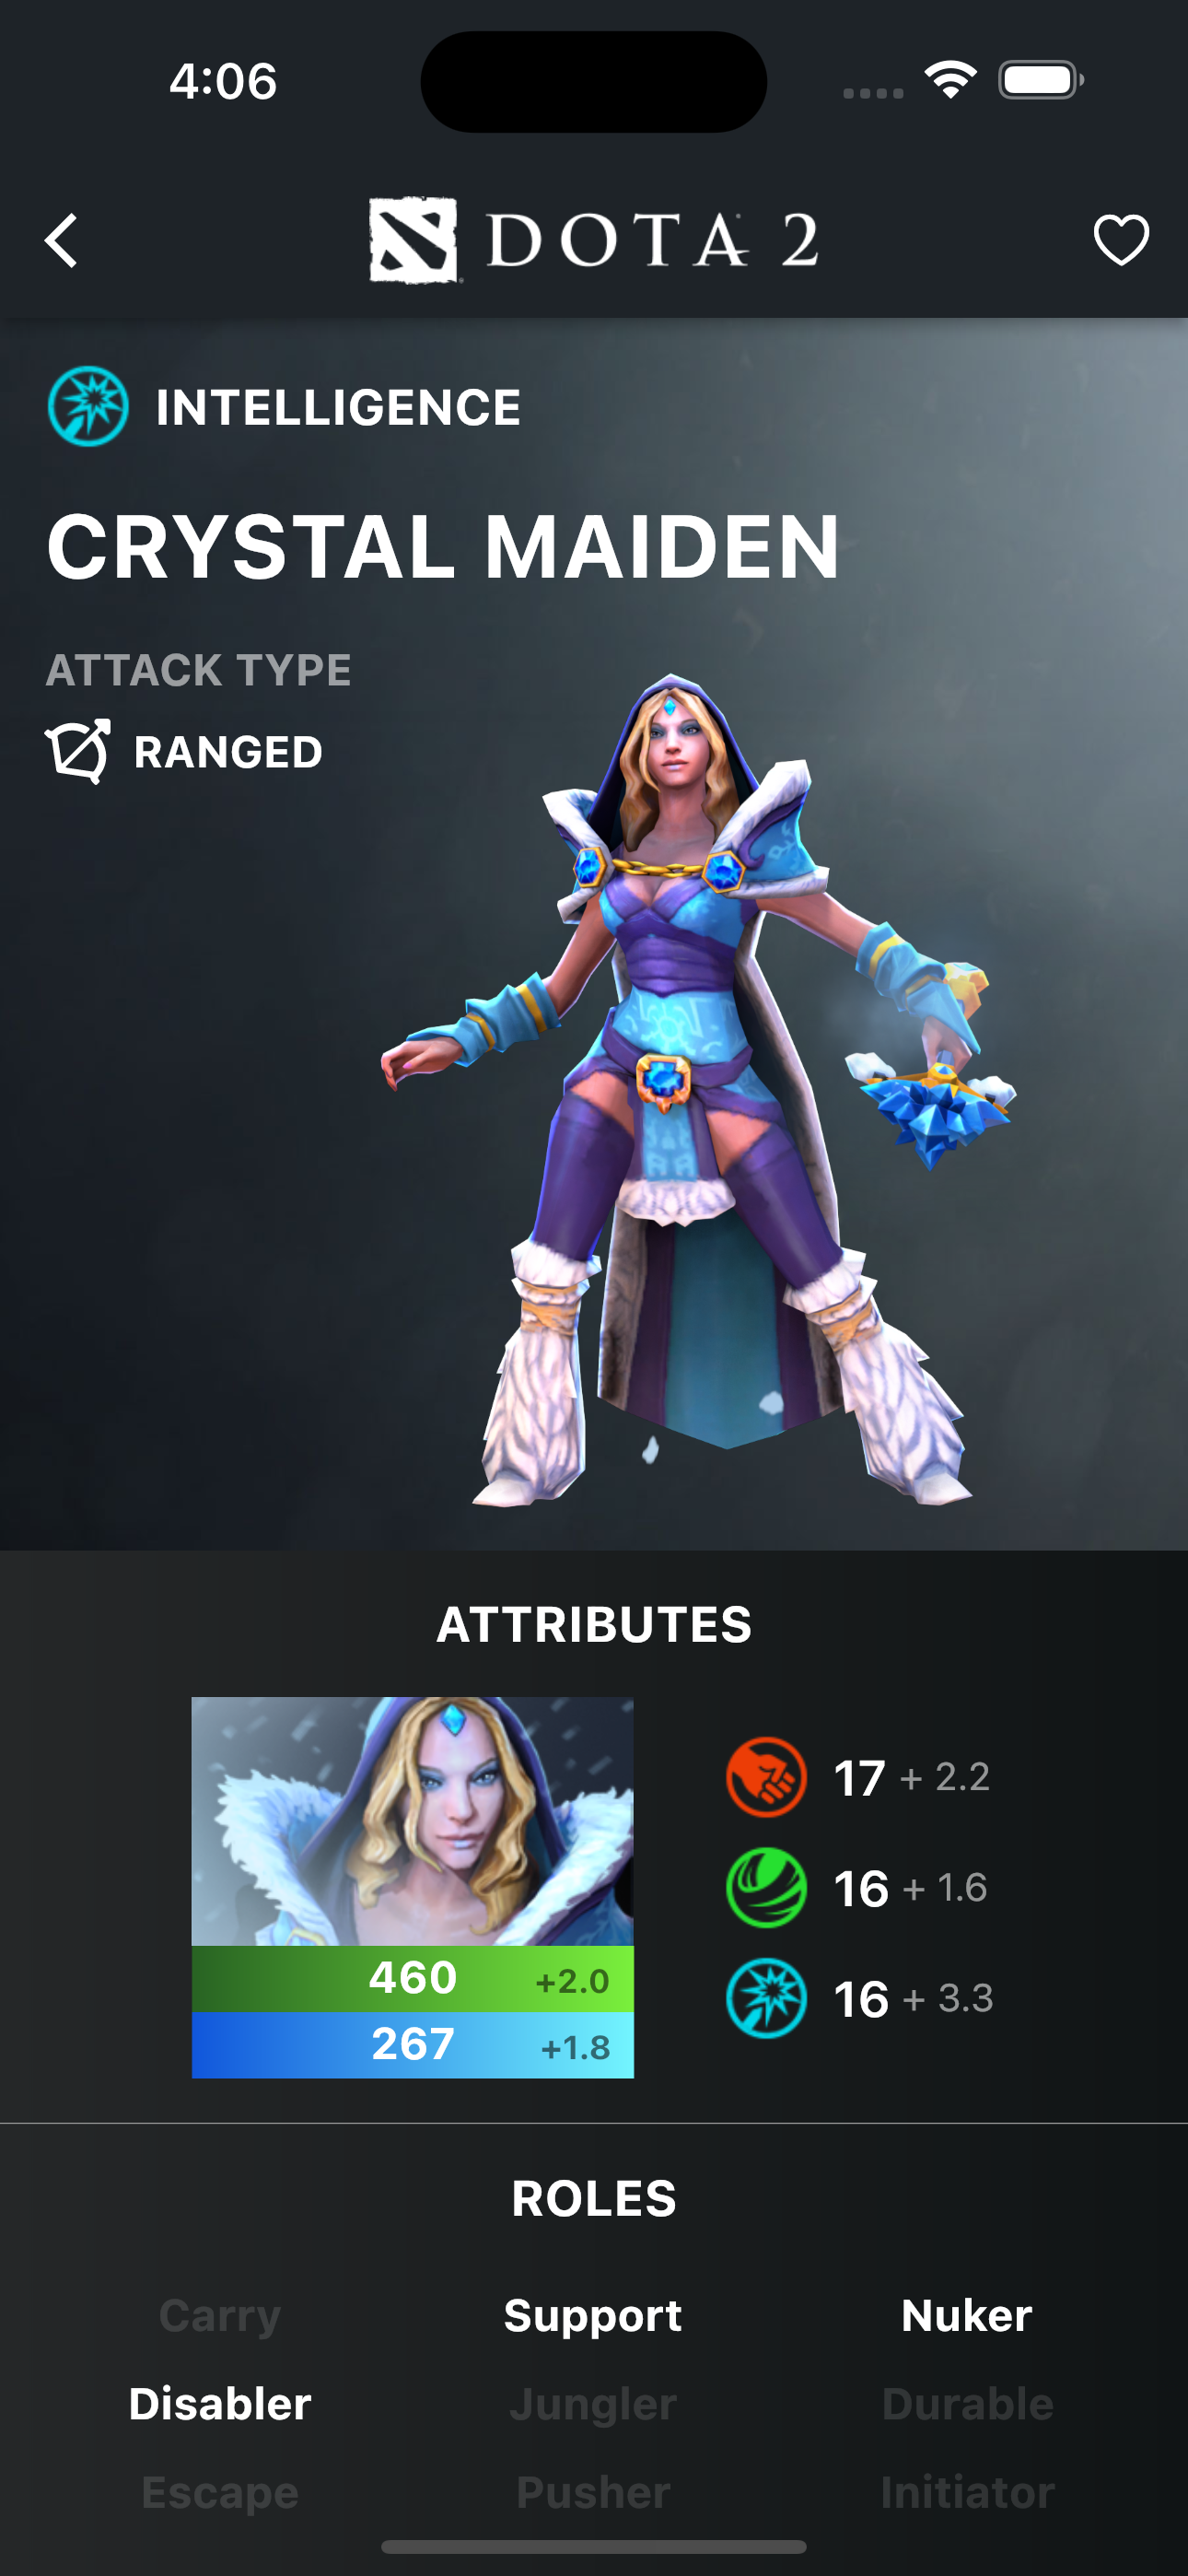 4:06
DOTA 2
INTELLIGENCE
CRYSTAL MAIDEN
ATTACK TYPE
RANGED
ATTRIBUTES
17 + 2.2
16 + 1.6
460 +2.0
16 + 3.3
267 +1.8
ROLES
Carry Support Nuker
Disabler Jungler Durable
Escape Pusher Initiator